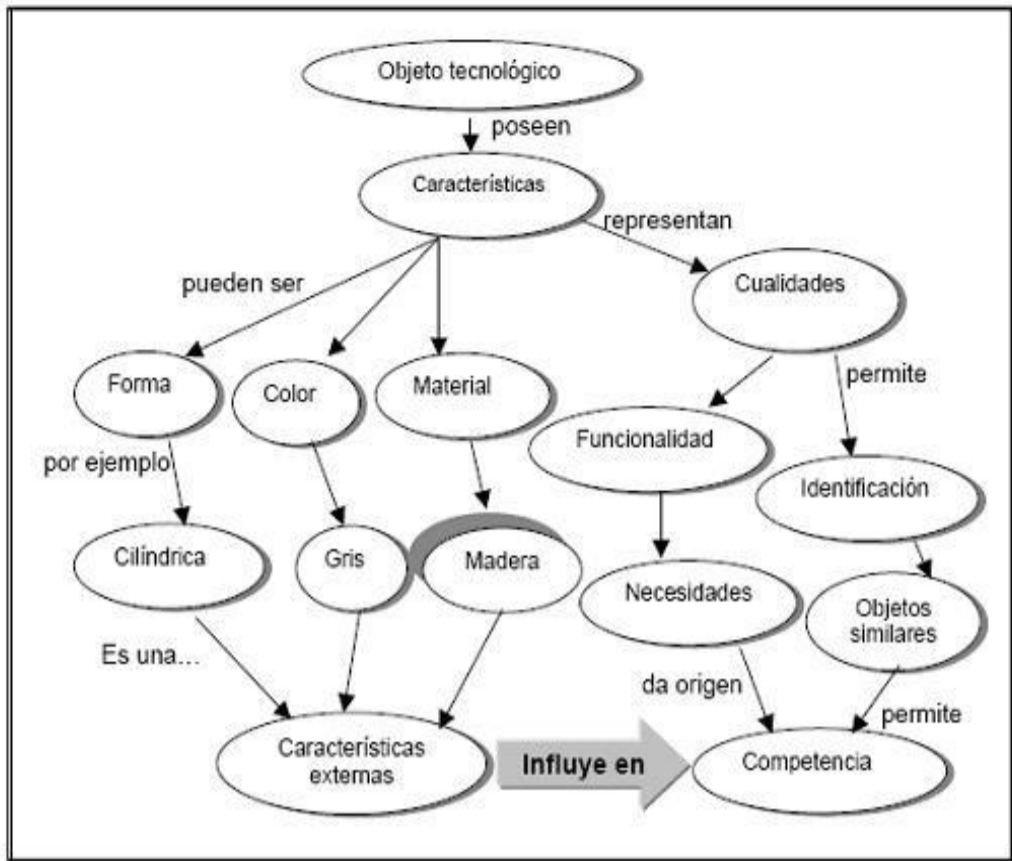 Objeto tecnológico
poseen
Características
representan
pueden ser
Cualidades
Forma
Color
Material
permite
Funcionalidad
por ejemplo
Identificación
Cilíndrica
Gris
Madera
Necesidades
Objetos
similares
Es una...
da origen
permite
Características
externas
Influye en
Competencia